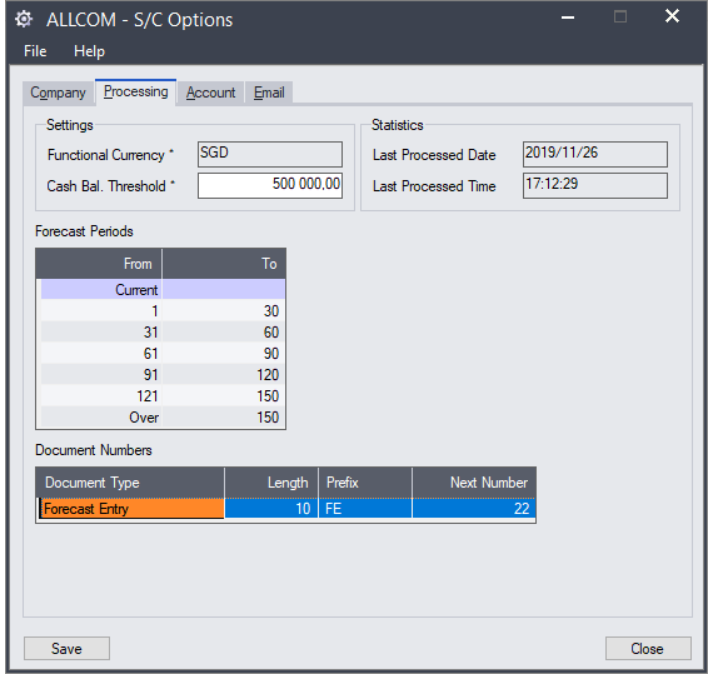 ALLCOM - S/C Options
File Help
Company Processing Account Email
Settings
Functional Currency * SGD
Cash Bal. Threshold * 500 000,00
Statistics
Last Processed Date 2019/11/26
Last Processed Time 17:12:29
Forecast Periods
From To
Current
1 30
31 60
61 90
91 120
121 150
Over 150
Document Numbers
Document Type Length Prefix Next Number
Forecast Entry 10 FE 22
Save Close